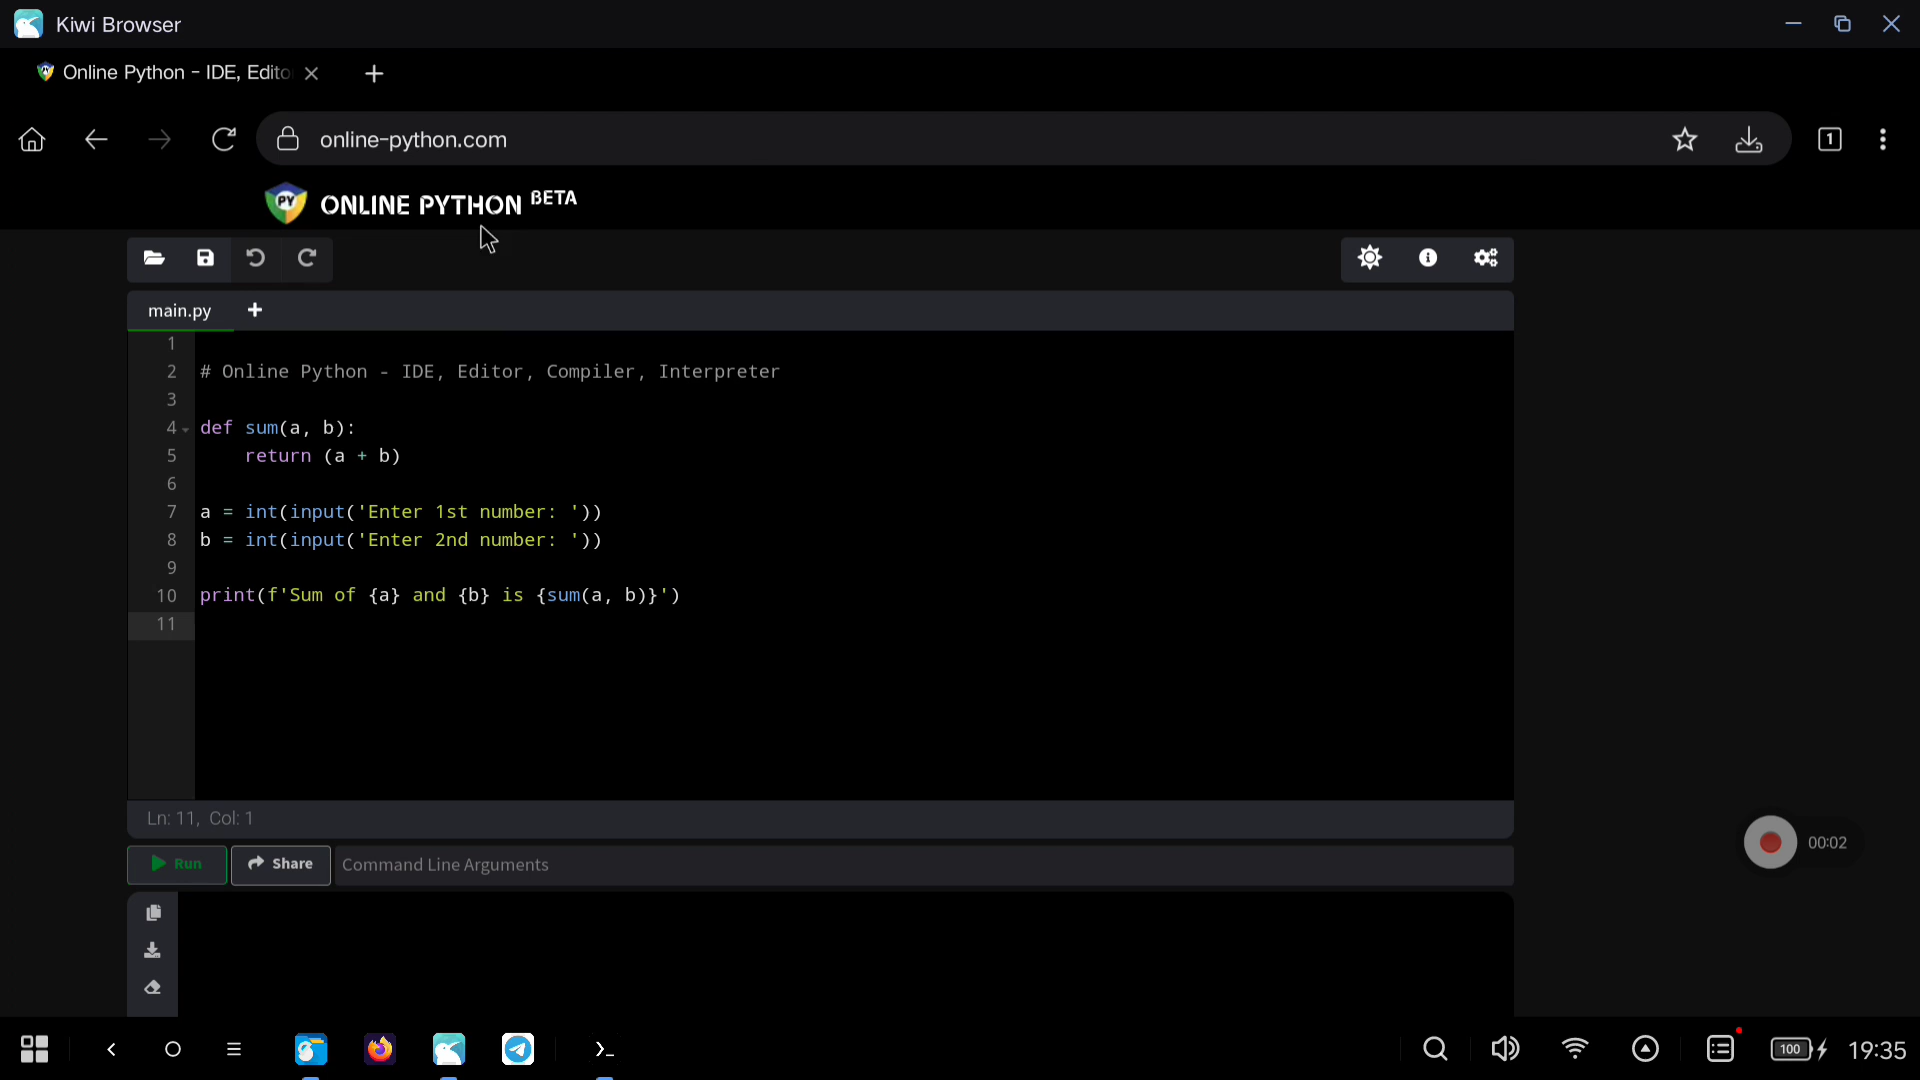 Kiwi Browser
Online Python - IDE, Edito
online-python.com
1
PY ONLINE PYTHON BETA
main.py
1
2 # Online Python - IDE, Editor, Compiler, Interpreter
3
4 def sum(a, b):
5 return (a + b)
6
7 a = int(input('Enter 1st number: '))
8 b = int(input('Enter 2nd number: '))
9
10 print(f'Sum of {a} and {b} is {sum(a, b)}')
11
Ln: 11, Col: 1
00:02
Run Share Command Line Arguments
100 19:35